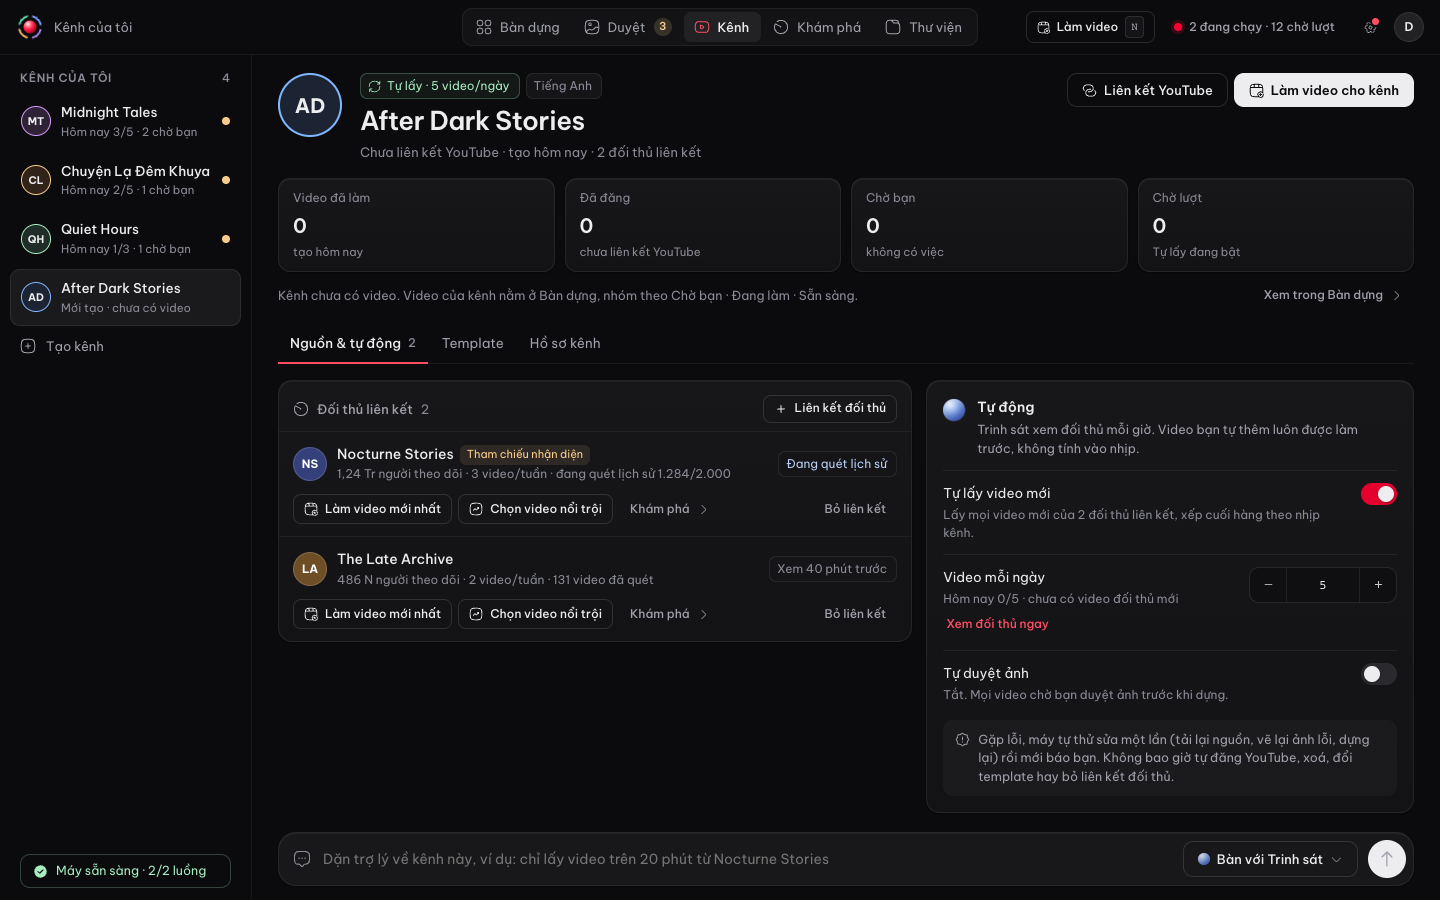 Kênh của tôi
Bàn dựng
Duyệt 3
Kênh
Khám phá
Thư viện
Làm video N
2 đang chạy · 12 chờ lượt
D
KÊNH CỦA TÔI 4
MT
Midnight Tales
Hôm nay 3/5 · 2 chờ bạn
CL
Chuyện Lạ Đêm Khuya
Hôm nay 2/5 · 1 chờ bạn
QH
Quiet Hours
Hôm nay 1/3 · 1 chờ bạn
AD
After Dark Stories
Mới tạo · chưa có video
Tạo kênh
Máy sẵn sàng · 2/2 luồng
AD
Tự lấy · 5 video/ngày
Tiếng Anh
After Dark Stories
Chưa liên kết YouTube · tạo hôm nay · 2 đối thủ liên kết
Liên kết YouTube
Làm video cho kênh
Video đã làm
0
tạo hôm nay
Đã đăng
0
chưa liên kết YouTube
Chờ bạn
0
không có việc
Chờ lượt
0
Tự lấy đang bật
Kênh chưa có video. Video của kênh nằm ở Bàn dựng, nhóm theo Chờ bạn · Đang làm · Sẵn sàng.
Xem trong Bàn dựng
Nguồn & tự động 2
Template
Hồ sơ kênh
Đối thủ liên kết 2
Liên kết đối thủ
NS
Nocturne Stories
Tham chiếu nhận diện
1,24 Tr người theo dõi · 3 video/tuần · đang quét lịch sử 1.284/2.000
Đang quét lịch sử
Làm video mới nhất
Chọn video nổi trội
Khám phá
Bỏ liên kết
LA
The Late Archive
486 N người theo dõi · 2 video/tuần · 131 video đã quét
Xem 40 phút trước
Làm video mới nhất
Chọn video nổi trội
Khám phá
Bỏ liên kết
Tự động
Trinh sát xem đối thủ mỗi giờ. Video bạn tự thêm luôn được làm
trước, không tính vào nhịp.
Tự lấy video mới
Lấy mọi video mới của 2 đối thủ liên kết, xếp cuối hàng theo nhịp
kênh.
Video mỗi ngày
Hôm nay 0/5 · chưa có video đối thủ mới
Xem đối thủ ngay
− 5 +
Tự duyệt ảnh
Tắt. Mọi video chờ bạn duyệt ảnh trước khi dựng.
Gặp lỗi, máy tự thử sửa một lần (tải lại nguồn, vẽ lại ảnh lỗi, dựng
lại) rồi mới báo bạn. Không bao giờ tự đăng YouTube, xoá, đổi
template hay bỏ liên kết đối thủ.
Dặn trợ lý về kênh này, ví dụ: chỉ lấy video trên 20 phút từ Nocturne Stories
Bàn với Trinh sát